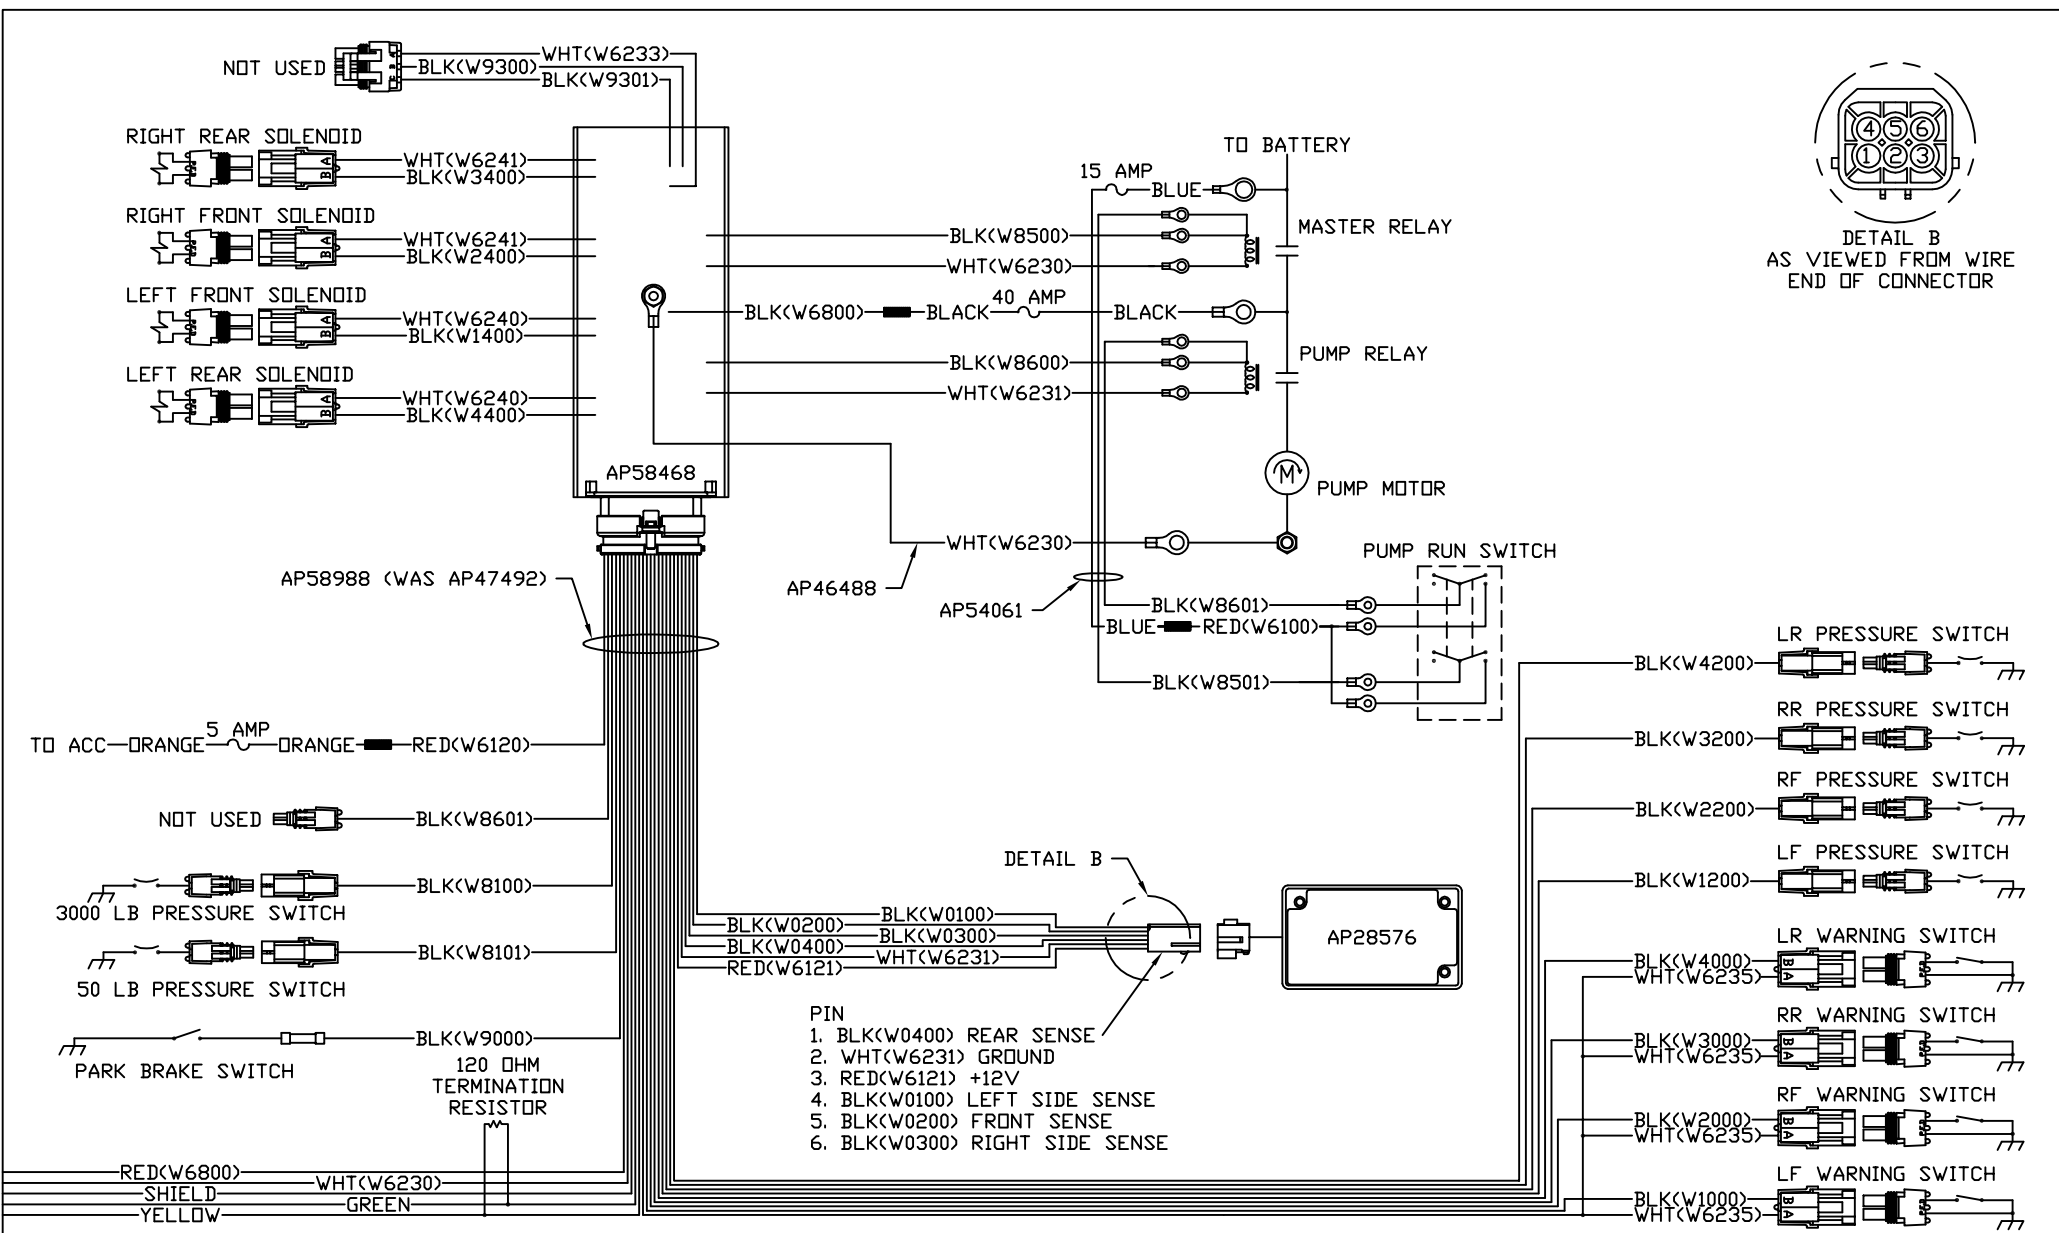 NOT USED
WHT(W6233)
BLK(W9300)
BLK(W9301)
RIGHT REAR SOLENOID
A
B
WHT(W6241)
BLK(W3400)
RIGHT FRONT SOLENOID
A
B
WHT(W6241)
BLK(W2400)
LEFT FRONT SOLENOID
A
B
WHT(W6240)
BLK(W1400)
LEFT REAR SOLENOID
A
B
WHT(W6240)
BLK(W4400)
AP58468
TO BATTERY
15 AMP
BLUE
MASTER RELAY
BLK(W8500)
WHT(W6230)
BLK(W6800)
BLACK
40 AMP
BLACK
PUMP RELAY
BLK(W8600)
WHT(W6231)
M
PUMP MOTOR
WHT(W6230)
AP46488
AP54061
PUMP RUN SWITCH
BLK(W8601)
BLUE
RED(W6100)
BLK(W8501)
4 5 6
1 2 3
DETAIL B
AS VIEWED FROM WIRE
END OF CONNECTOR
AP58988 (WAS AP47492)
TO ACC
ORANGE
5 AMP
ORANGE
RED(W6120)
NOT USED
BLK(W8601)
BLK(W8100)
3000 LB PRESSURE SWITCH
BLK(W8101)
50 LB PRESSURE SWITCH
BLK(W9000)
PARK BRAKE SWITCH
120 OHM
TERMINATION
RESISTOR
RED(W6800)
WHT(W6230)
SHIELD
GREEN
YELLOW
DETAIL B
BLK(W0100)
BLK(W0200)
BLK(W0300)
BLK(W0400)
WHT(W6231)
RED(W6121)
AP28576
PIN
1. BLK(W0400) REAR SENSE
2. WHT(W6231) GROUND
3. RED(W6121) +12V
4. BLK(W0100) LEFT SIDE SENSE
5. BLK(W0200) FRONT SENSE
6. BLK(W0300) RIGHT SIDE SENSE
LR PRESSURE SWITCH
BLK(W4200)
RR PRESSURE SWITCH
BLK(W3200)
RF PRESSURE SWITCH
BLK(W2200)
LF PRESSURE SWITCH
BLK(W1200)
LR WARNING SWITCH
BLK(W4000)
WHT(W6235)
B
A
RR WARNING SWITCH
BLK(W3000)
WHT(W6235)
B
A
RF WARNING SWITCH
BLK(W2000)
WHT(W6235)
B
A
LF WARNING SWITCH
BLK(W1000)
WHT(W6235)
B
A